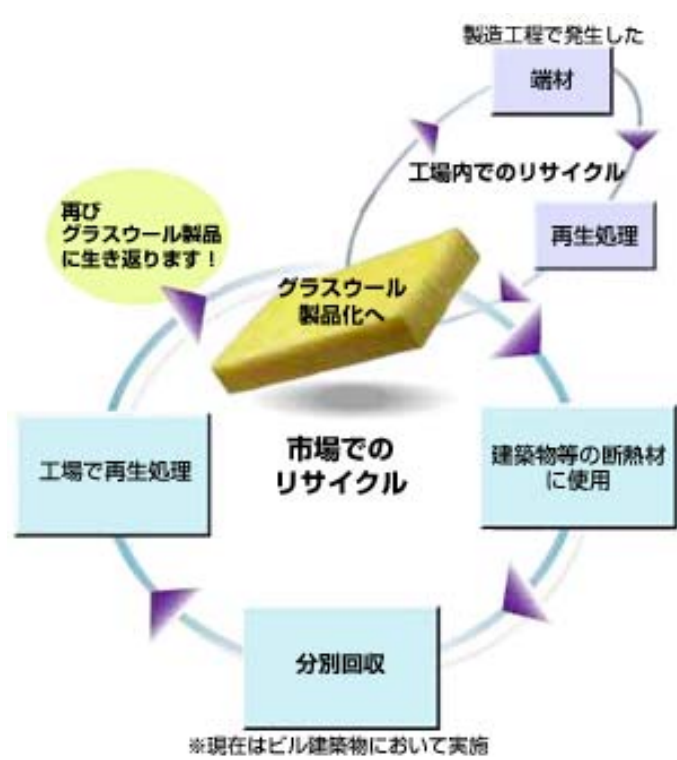 製造工程で発生した
端材
工場内でのリサイクル
再生処理
再び
グラスウール製品
に生き返ります！
グラスウール
製品化へ
市場での
リサイクル
建築物等の断熱材
に使用
工場で再生処理
分別回収
※現在はビル建築物において実施